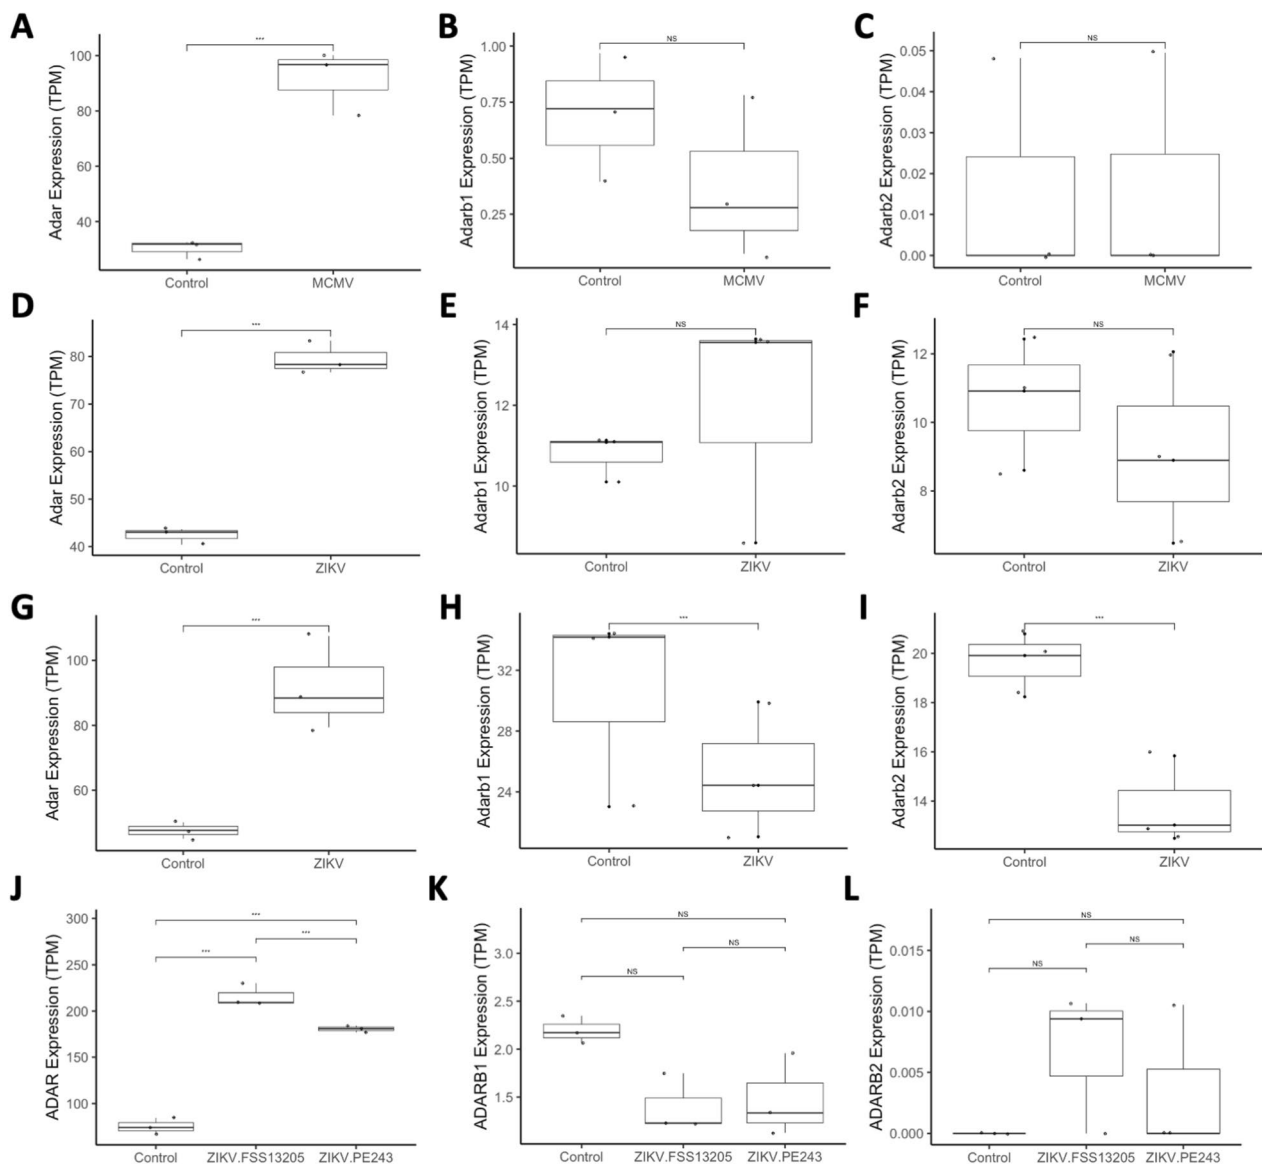 A
Adar Expression (TPM)
100
80
60
40
***
Control MCMV
B
Adarb1 Expression (TPM)
1.00
0.75
0.50
0.25
NS
Control MCMV
C
Adarb2 Expression (TPM)
0.05
0.04
0.03
0.02
0.01
0.00
NS
Control MCMV
D
Adar Expression (TPM)
80
70
60
50
40
***
Control ZIKV
E
Adarb1 Expression (TPM)
14
12
10
NS
Control ZIKV
F
Adarb2 Expression (TPM)
12
10
8
NS
Control ZIKV
G
Adar Expression (TPM)
100
80
60
***
Control ZIKV
H
Adarb1 Expression (TPM)
32
28
24
***
Control ZIKV
I
Adarb2 Expression (TPM)
20
18
16
14
***
Control ZIKV
J
ADAR Expression (TPM)
300
250
200
150
100
***
***
***
Control ZIKV.FSS13205 ZIKV.PE243
K
ADARB1 Expression (TPM)
3.0
2.5
2.0
1.5
NS
NS
NS
Control ZIKV.FSS13205 ZIKV.PE243
L
ADARB2 Expression (TPM)
0.015
0.010
0.005
0.000
NS
NS
NS
Control ZIKV.FSS13205 ZIKV.PE243